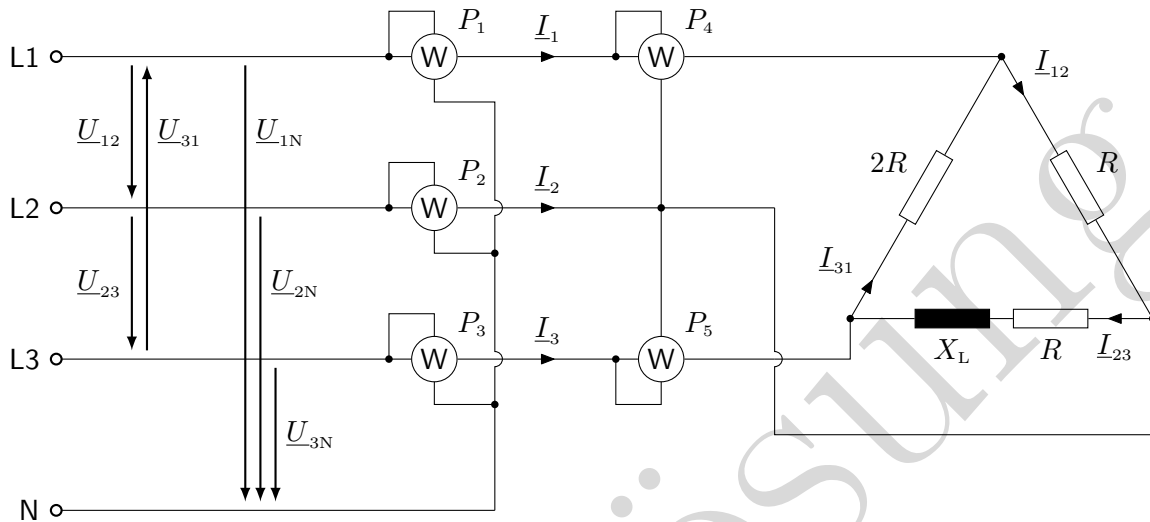 L1
L2
L3
N
U12
U31
U1N
U23
U2N
U3N
W
P1
I1
W
P4
W
P2
I2
W
P3
I3
W
P5
I12
2R
R
I31
XL
R
I23
ösung